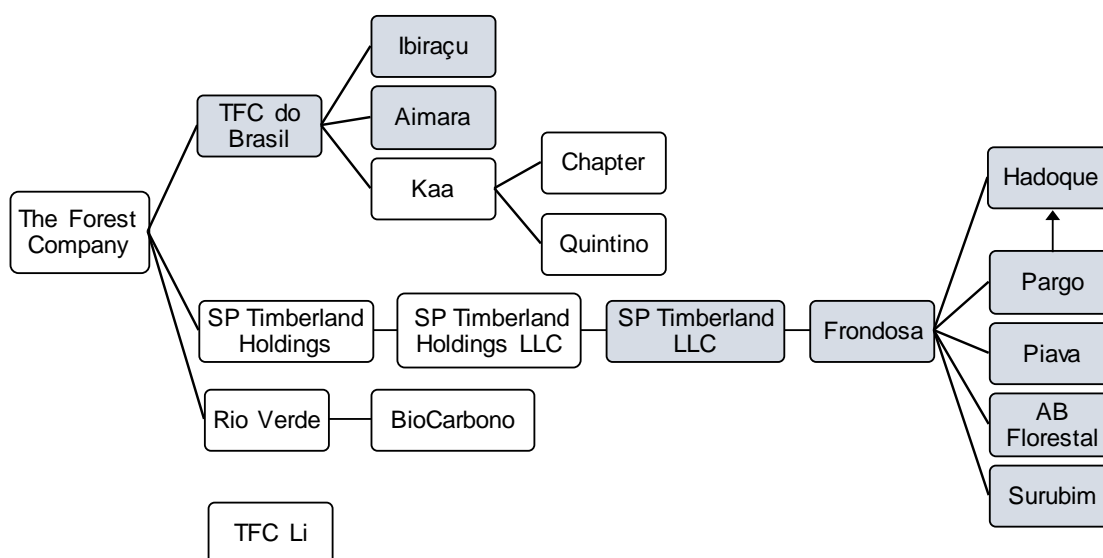 Ibiraçu
TFC do
Brasil
Aimara
Kaa
Chapter
Quintino
The Forest
Company
SP Timberland
Holdings
SP Timberland
Holdings LLC
SP Timberland
LLC
Frondosa
Hadoque
Pargo
Piava
AB
Florestal
Surubim
Rio Verde
BioCarbono
TFC Li